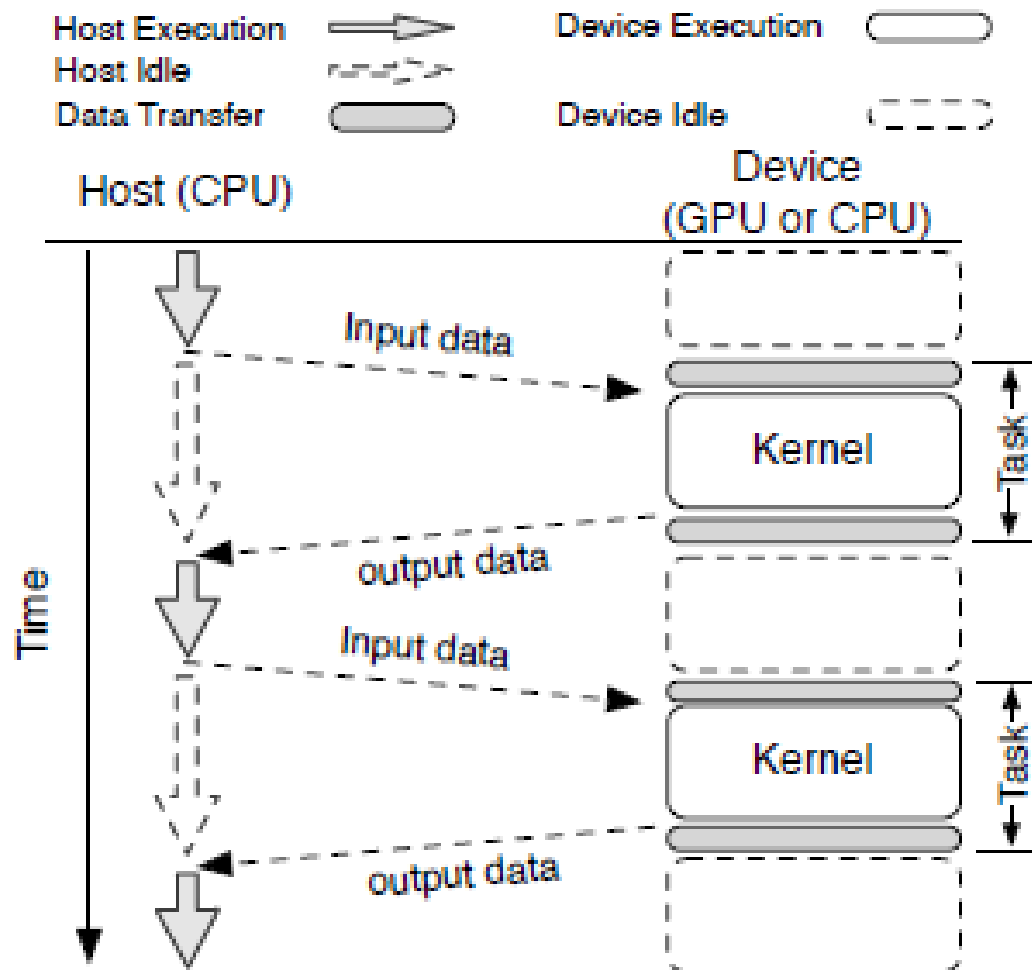 Host Execution
Device Execution
Host Idle
Data Transfer
Device Idle
Host (CPU)
Device
(GPU or CPU)
Input data
Kernel
Task
output data
Time
Input data
Kernel
Task
output data